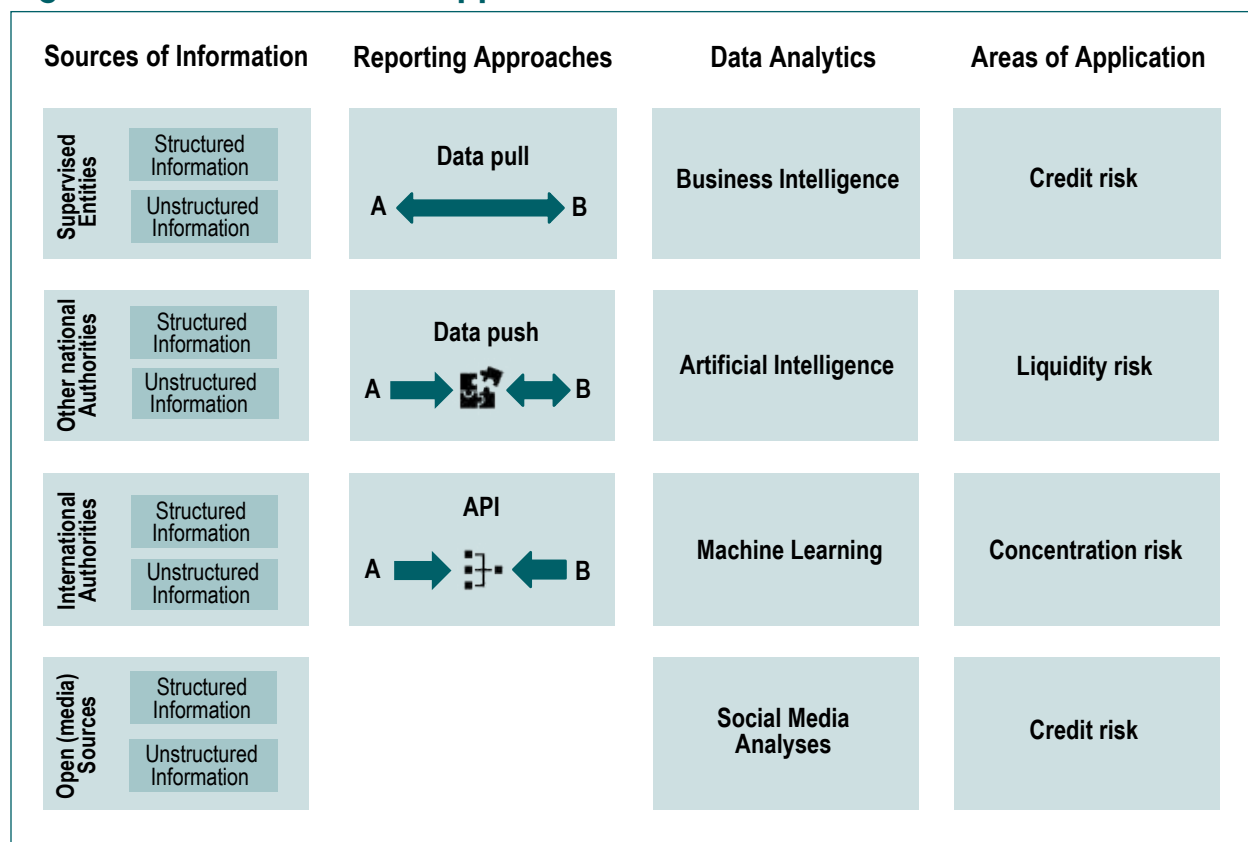 Sources of Information
Reporting Approaches
Data Analytics
Areas of Application
Supervised
Entities
Structured
Information
Unstructured
Information
Data pull
A
B
Business Intelligence
Credit risk
Other national
Authorities
Structured
Information
Unstructured
Information
Data push
A
B
Artificial Intelligence
Liquidity risk
International
Authorities
Structured
Information
Unstructured
Information
API
A
B
Machine Learning
Concentration risk
Open (media)
Sources
Structured
Information
Unstructured
Information
Social Media
Analyses
Credit risk